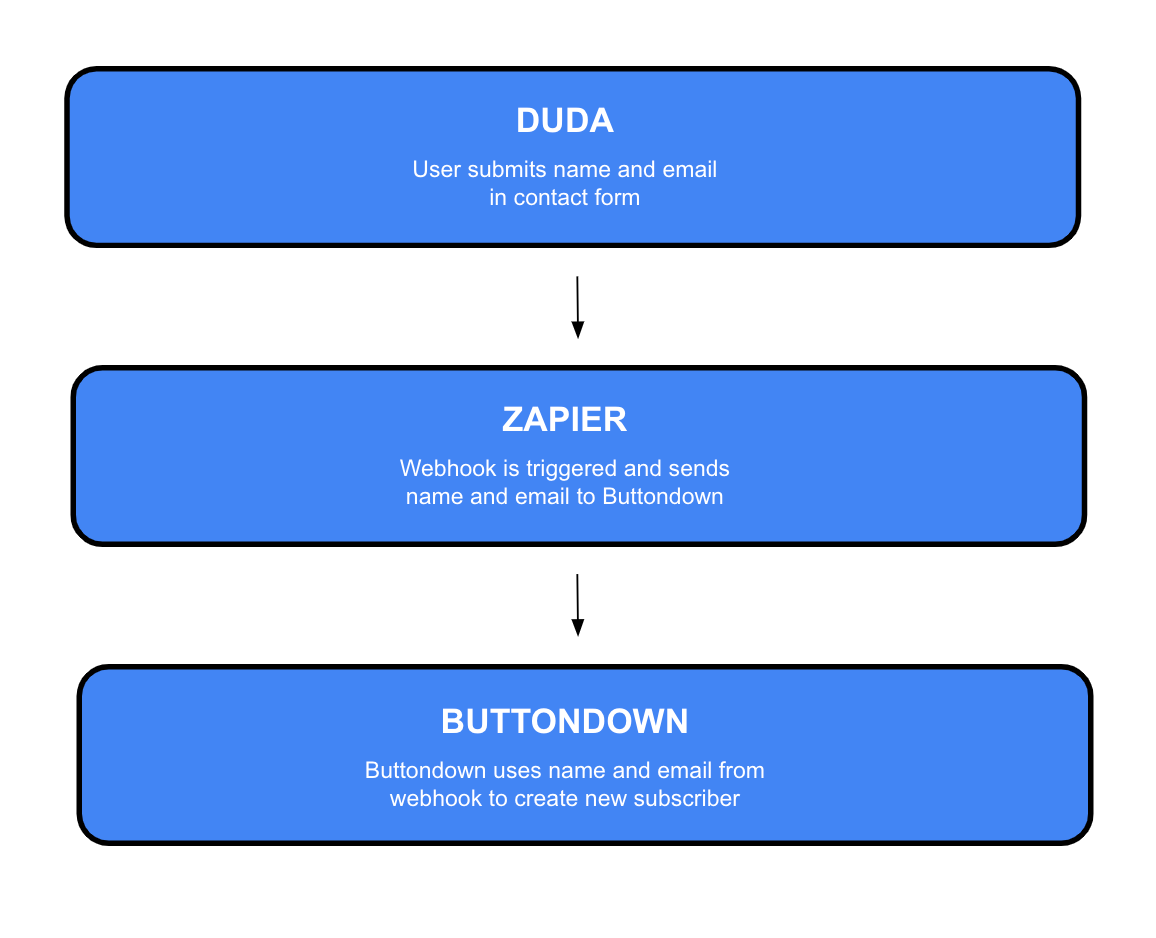 DUDA
User submits name and email
in contact form
ZAPIER
Webhook is triggered and sends
name and email to Buttondown
BUTTONDOWN
Buttondown uses name and email from
webhook to create new subscriber